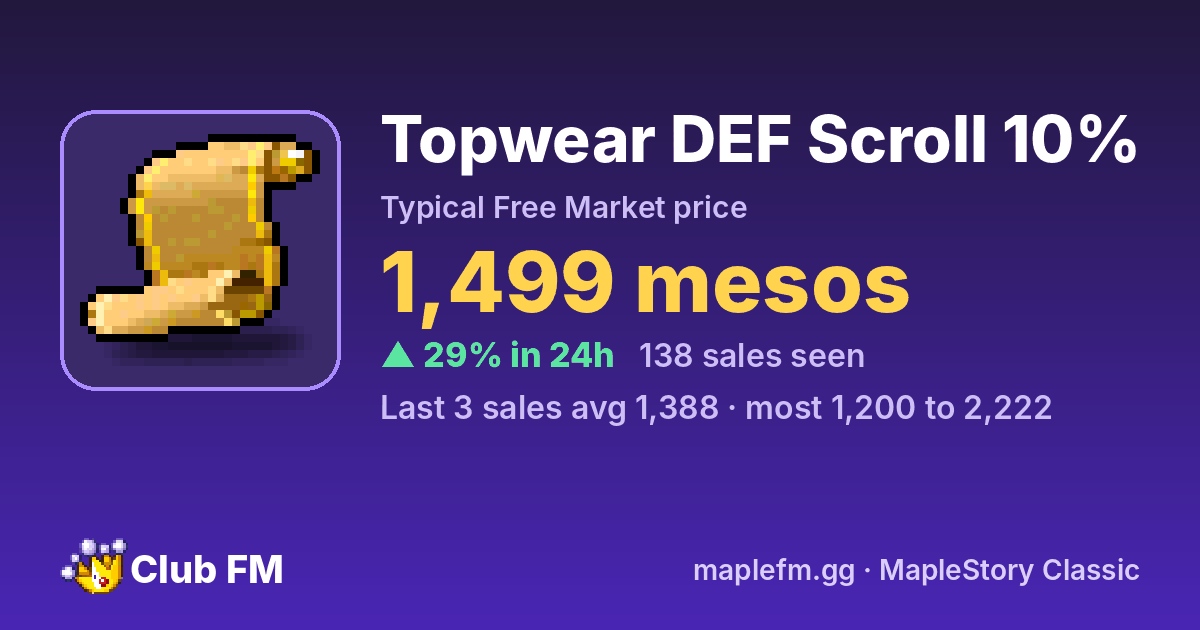 Topwear DEF Scroll 10%
Typical Free Market price
1,499 mesos
▲ 29% in 24h 138 sales seen
Last 3 sales avg 1,388 · most 1,200 to 2,222
Club FM
maplefm.gg · MapleStory Classic